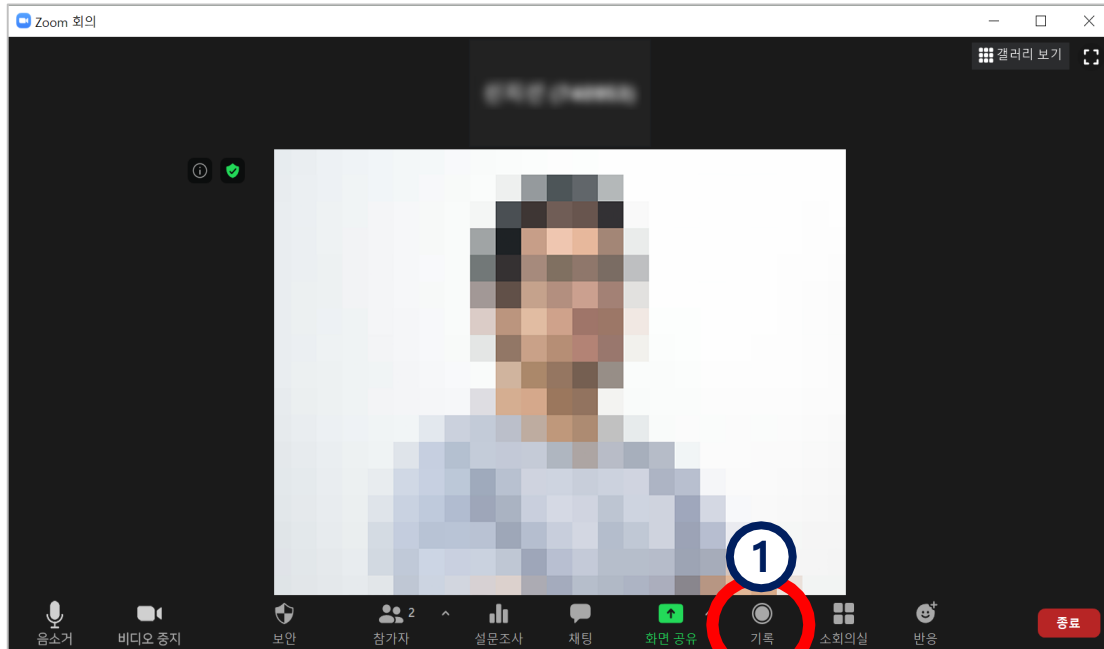 Zoom 회의
갤러리 보기
1
2
음소거
비디오 중지
보안
참가자
설문조사
채팅
화면 공유
기록
소회의실
반응
종료